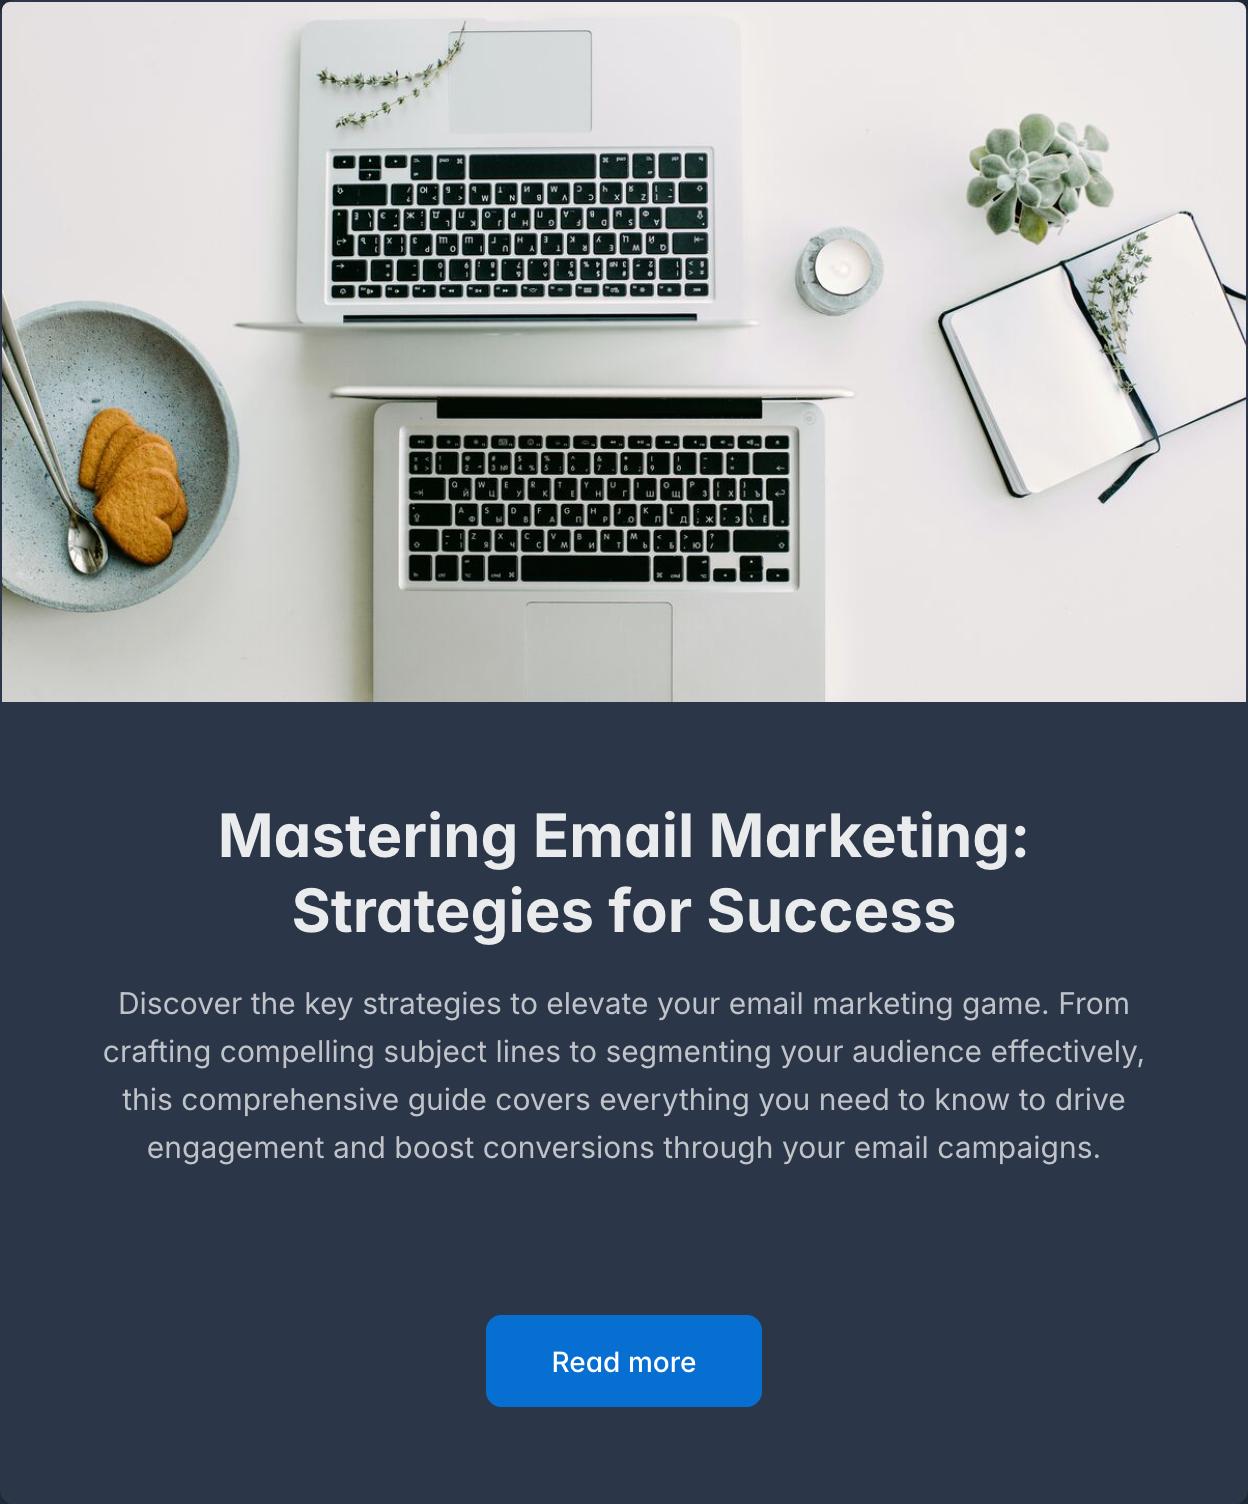 Mastering Email Marketing:
Strategies for Success
Discover the key strategies to elevate your email marketing game. From
crafting compelling subject lines to segmenting your audience effectively,
this comprehensive guide covers everything you need to know to drive
engagement and boost conversions through your email campaigns.
Read more